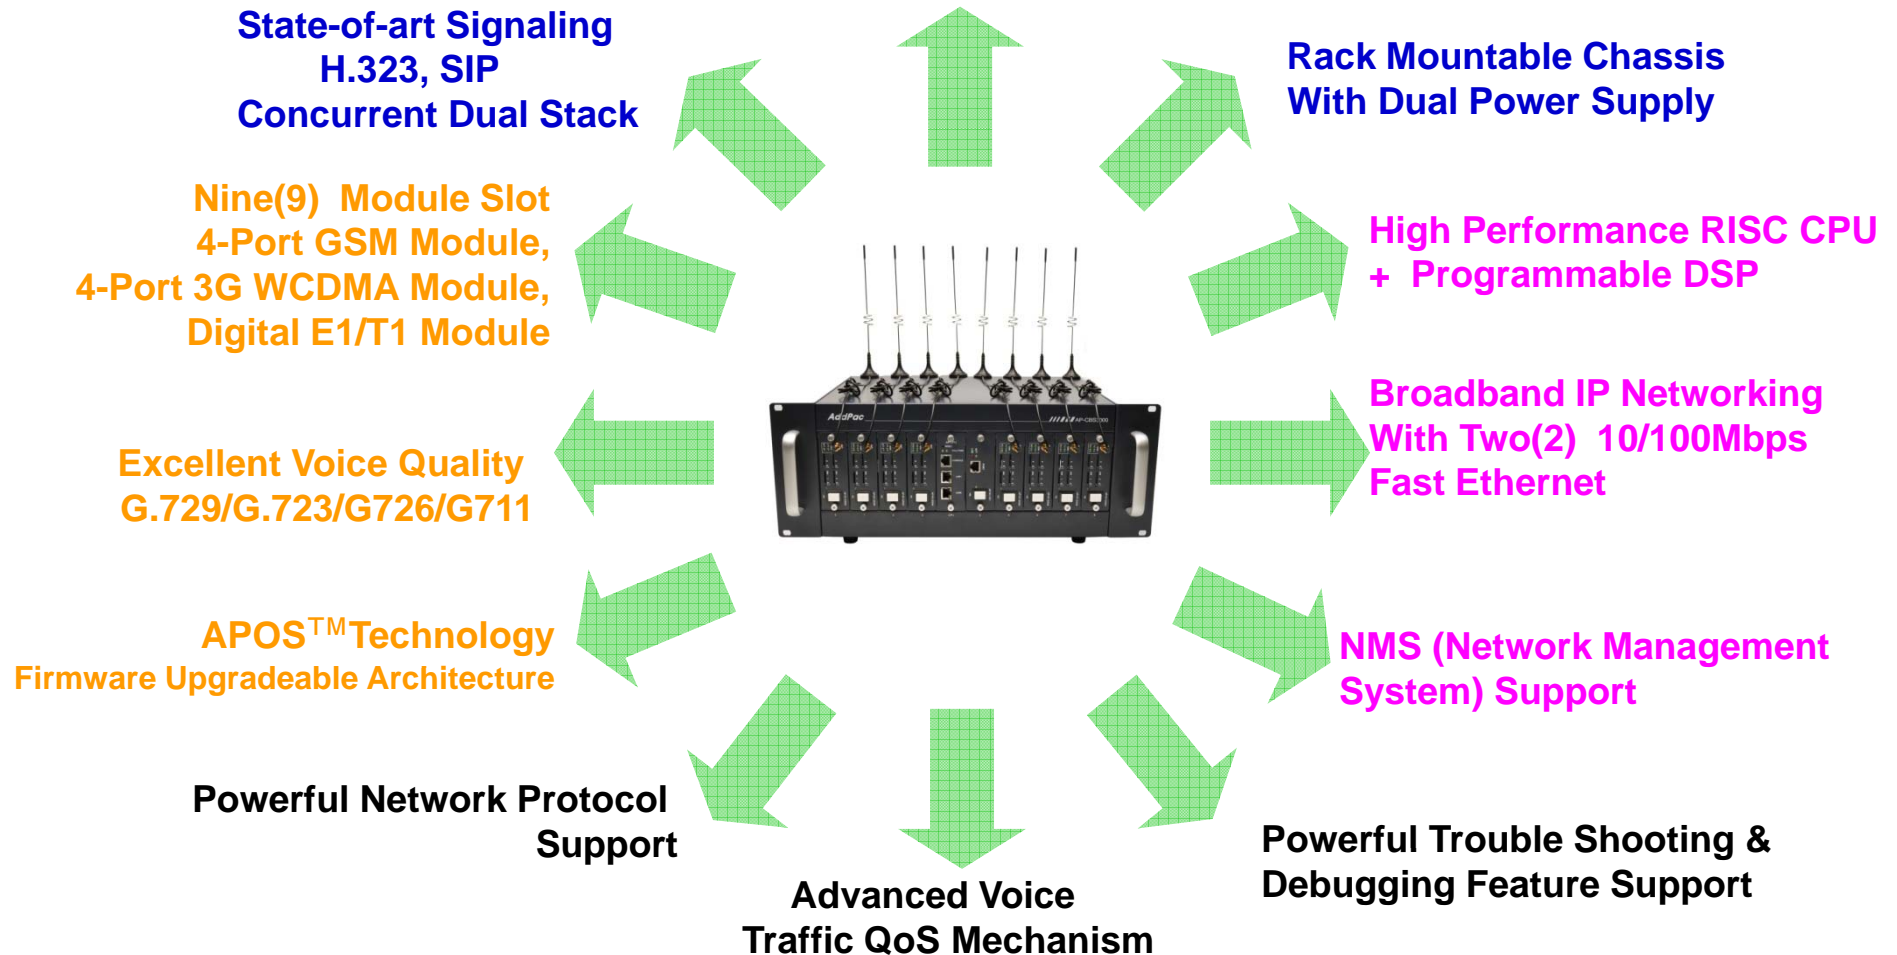 State-of-art Signaling
H.323, SIP
Concurrent Dual Stack
Rack Mountable Chassis
With Dual Power Supply
Nine(9) Module Slot
4-Port GSM Module,
4-Port 3G WCDMA Module,
Digital E1/T1 Module
High Performance RISC CPU
+ Programmable DSP
AddPac
Broadband IP Networking
With Two(2) 10/100Mbps
Fast Ethernet
Excellent Voice Quality
G.729/G.723/G726/G711
APOS™Technology
Firmware Upgradeable Architecture
NMS (Network Management
System) Support
Powerful Network Protocol
Support
Powerful Trouble Shooting &
Debugging Feature Support
Advanced Voice
Traffic QoS Mechanism